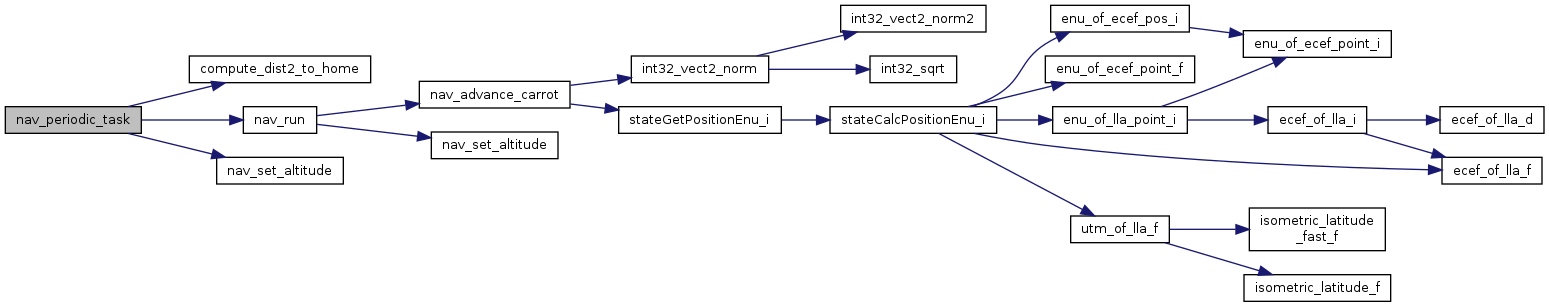 nav_periodic_task
compute_dist2_to_home
nav_run
nav_set_altitude
nav_advance_carrot
nav_set_altitude
int32_vect2_norm
stateGetPositionEnu_i
int32_vect2_norm2
int32_sqrt
stateCalcPositionEnu_i
enu_of_ecef_pos_i
enu_of_ecef_point_f
enu_of_lla_point_i
utm_of_lla_f
enu_of_ecef_point_i
ecef_of_lla_i
isometric_latitude
_fast_f
isometric_latitude_f
ecef_of_lla_d
ecef_of_lla_f